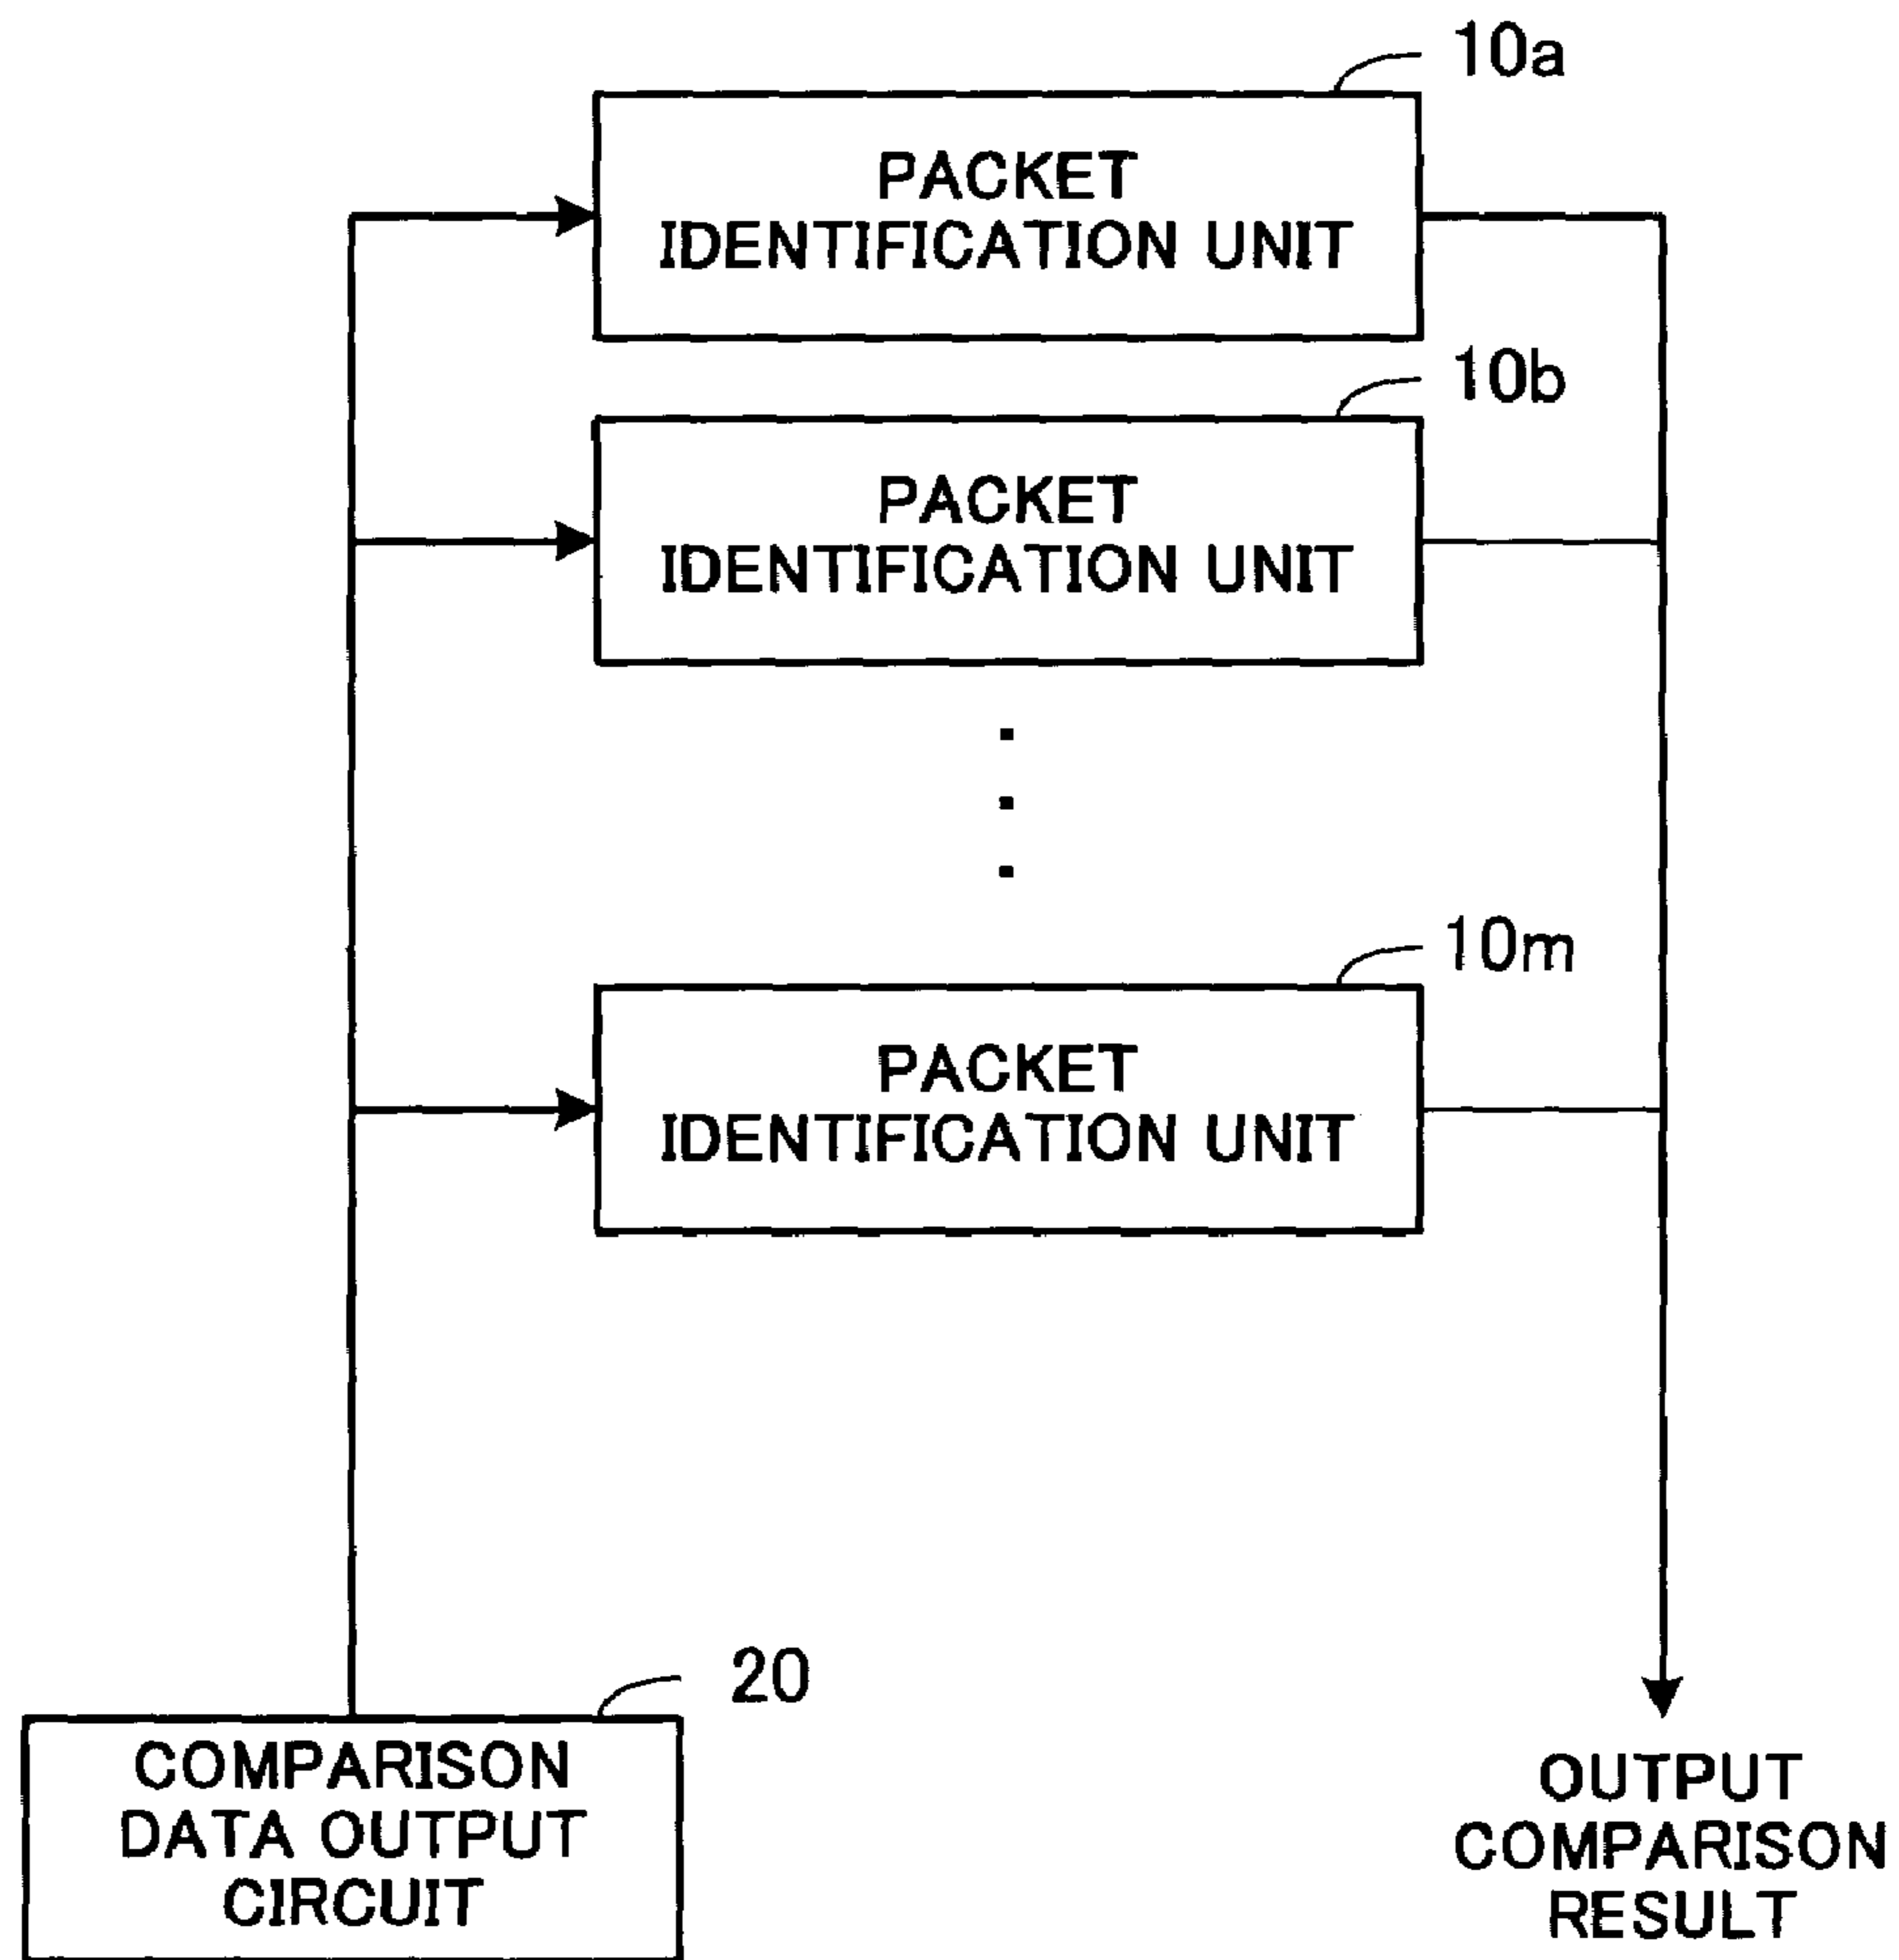 10a
PACKET
IDENTIFICATION UNIT
10b
PACKET
IDENTIFICATION UNIT
10m
PACKET
IDENTIFICATION UNIT
20
COMPARISON
DATA OUTPUT
CIRCUIT
OUTPUT
COMPARISON
RESULT